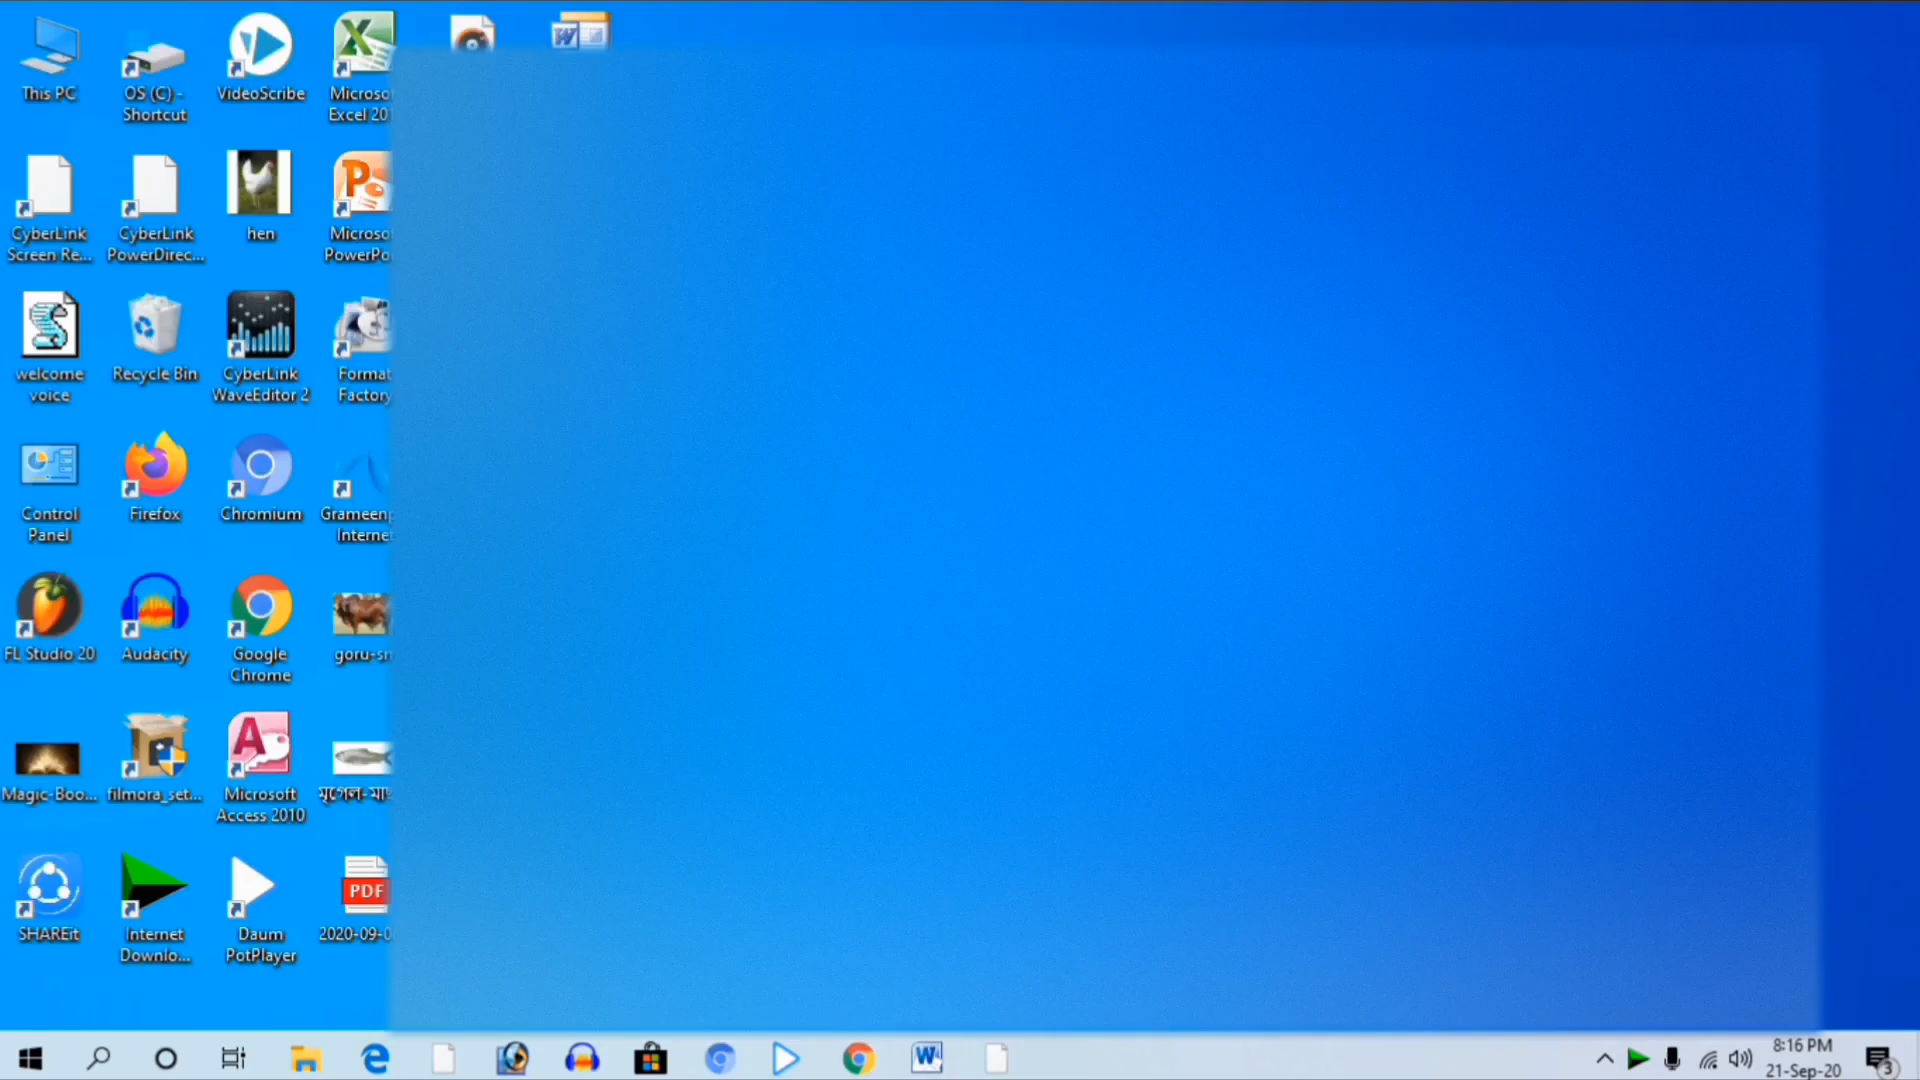 This PC
OS (C) -
Shortcut
VideoScribe
Microso
Excel 20
CyberLink
Screen Re...
CyberLink
PowerDirec...
hen
Microso
PowerPo
welcome
voice
Recycle Bin
CyberLink
WaveEditor 2
Format
Factory
Control
Panel
Firefox
Chromium
Grameenp
Interne
FL Studio 20
Audacity
Google
Chrome
goru-sn
Magic-Boo...
filmora_set...
Microsoft
Access 2010
মৃগেল-মা
SHAREit
Internet
Downlo...
Daum
PotPlayer
PDF
2020-09-0
8:16 PM
21-Sep-20
3